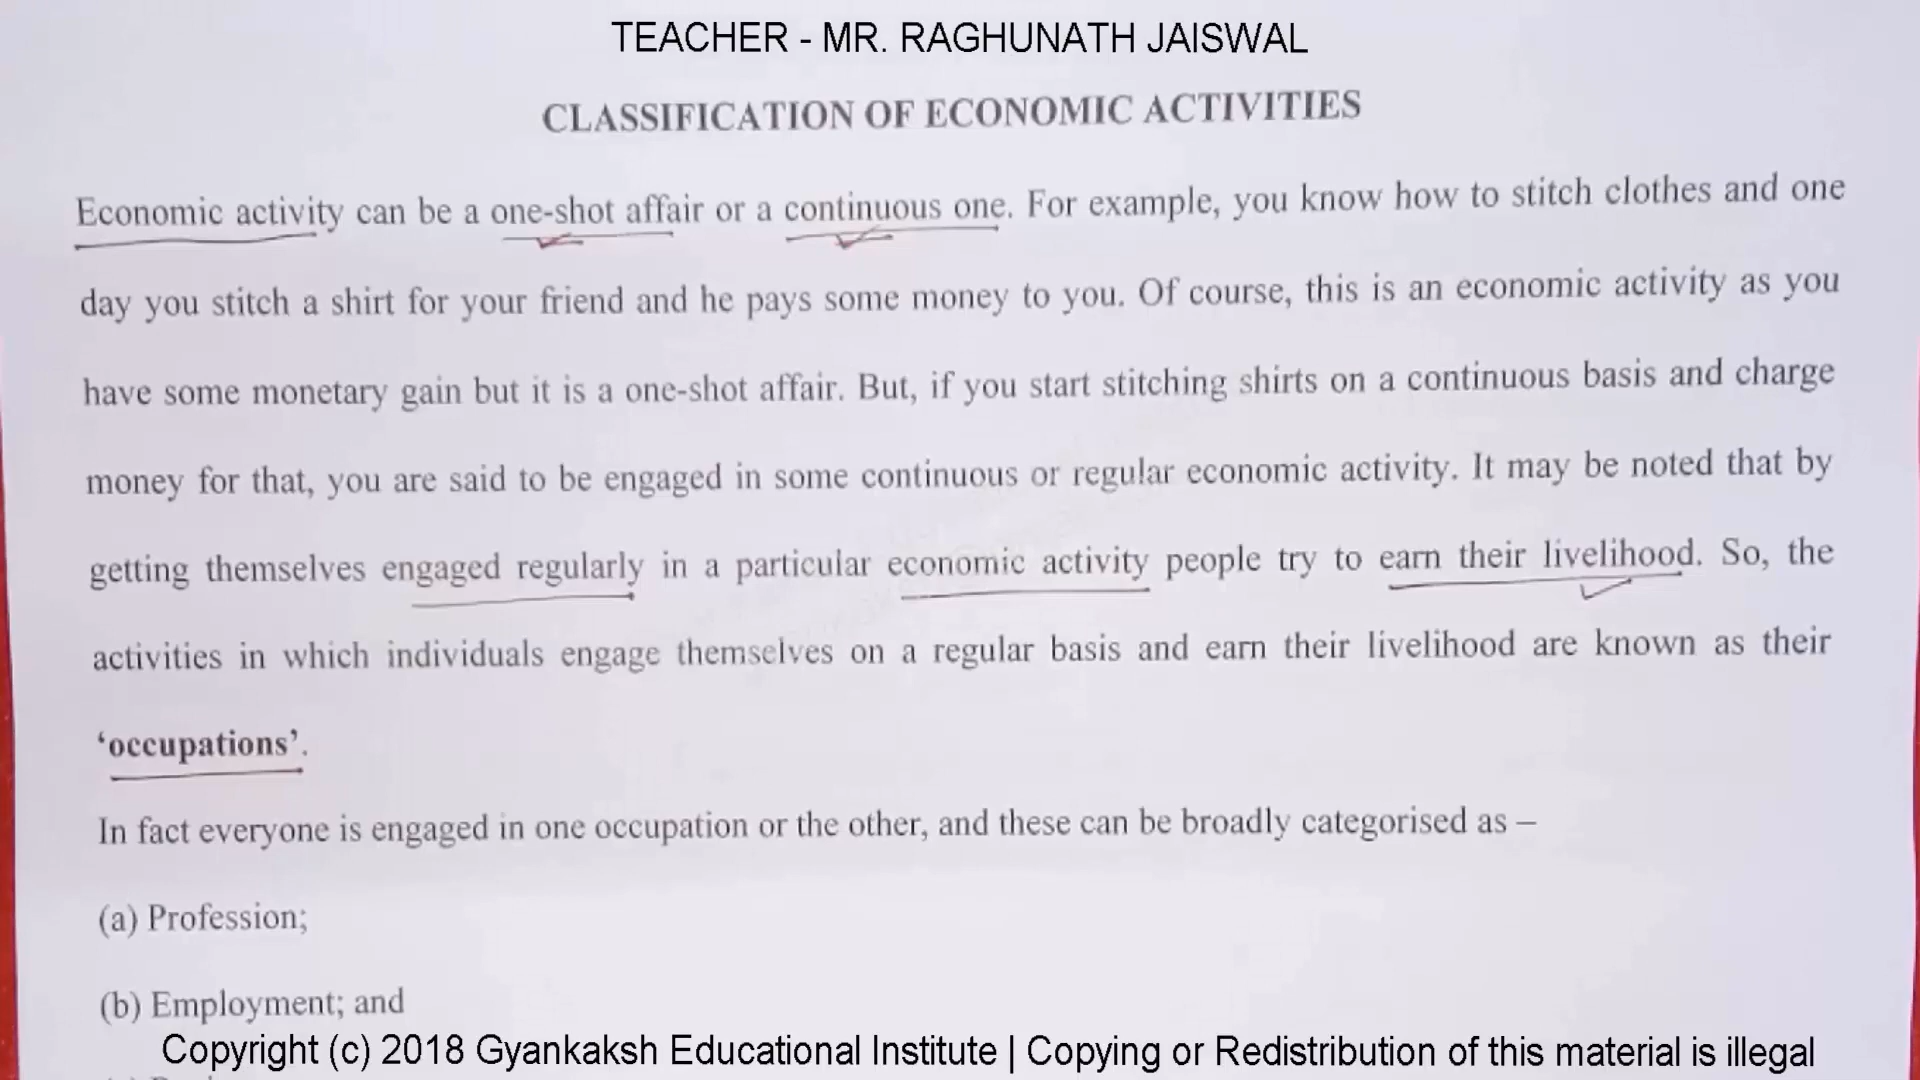 TEACHER - MR. RAGHUNATH JAISWAL
CLASSIFICATION OF ECONOMIC ACTIVITIES
Economic activity can be a one-shot affair or a continuous one. For example, you know how to stitch clothes and one
day you stitch a shirt for your friend and he pays some money to you. Of course, this is an economic activity as you
have some monetary gain but it is a one-shot affair. But, if you start stitching shirts on a continuous basis and charge
money for that, you are said to be engaged in some continuous or regular economic activity. It may be noted that by
getting themselves engaged regularly in a particular economic activity people try to earn their livelihood. So, the
activities in which individuals engage themselves on a regular basis and earn their livelihood are known as their
‘occupations’.
In fact everyone is engaged in one occupation or the other, and these can be broadly categorised as –
(a) Profession;
(b) Employment; and
Copyright (c) 2018 Gyankaksh Educational Institute | Copying or Redistribution of this material is illegal